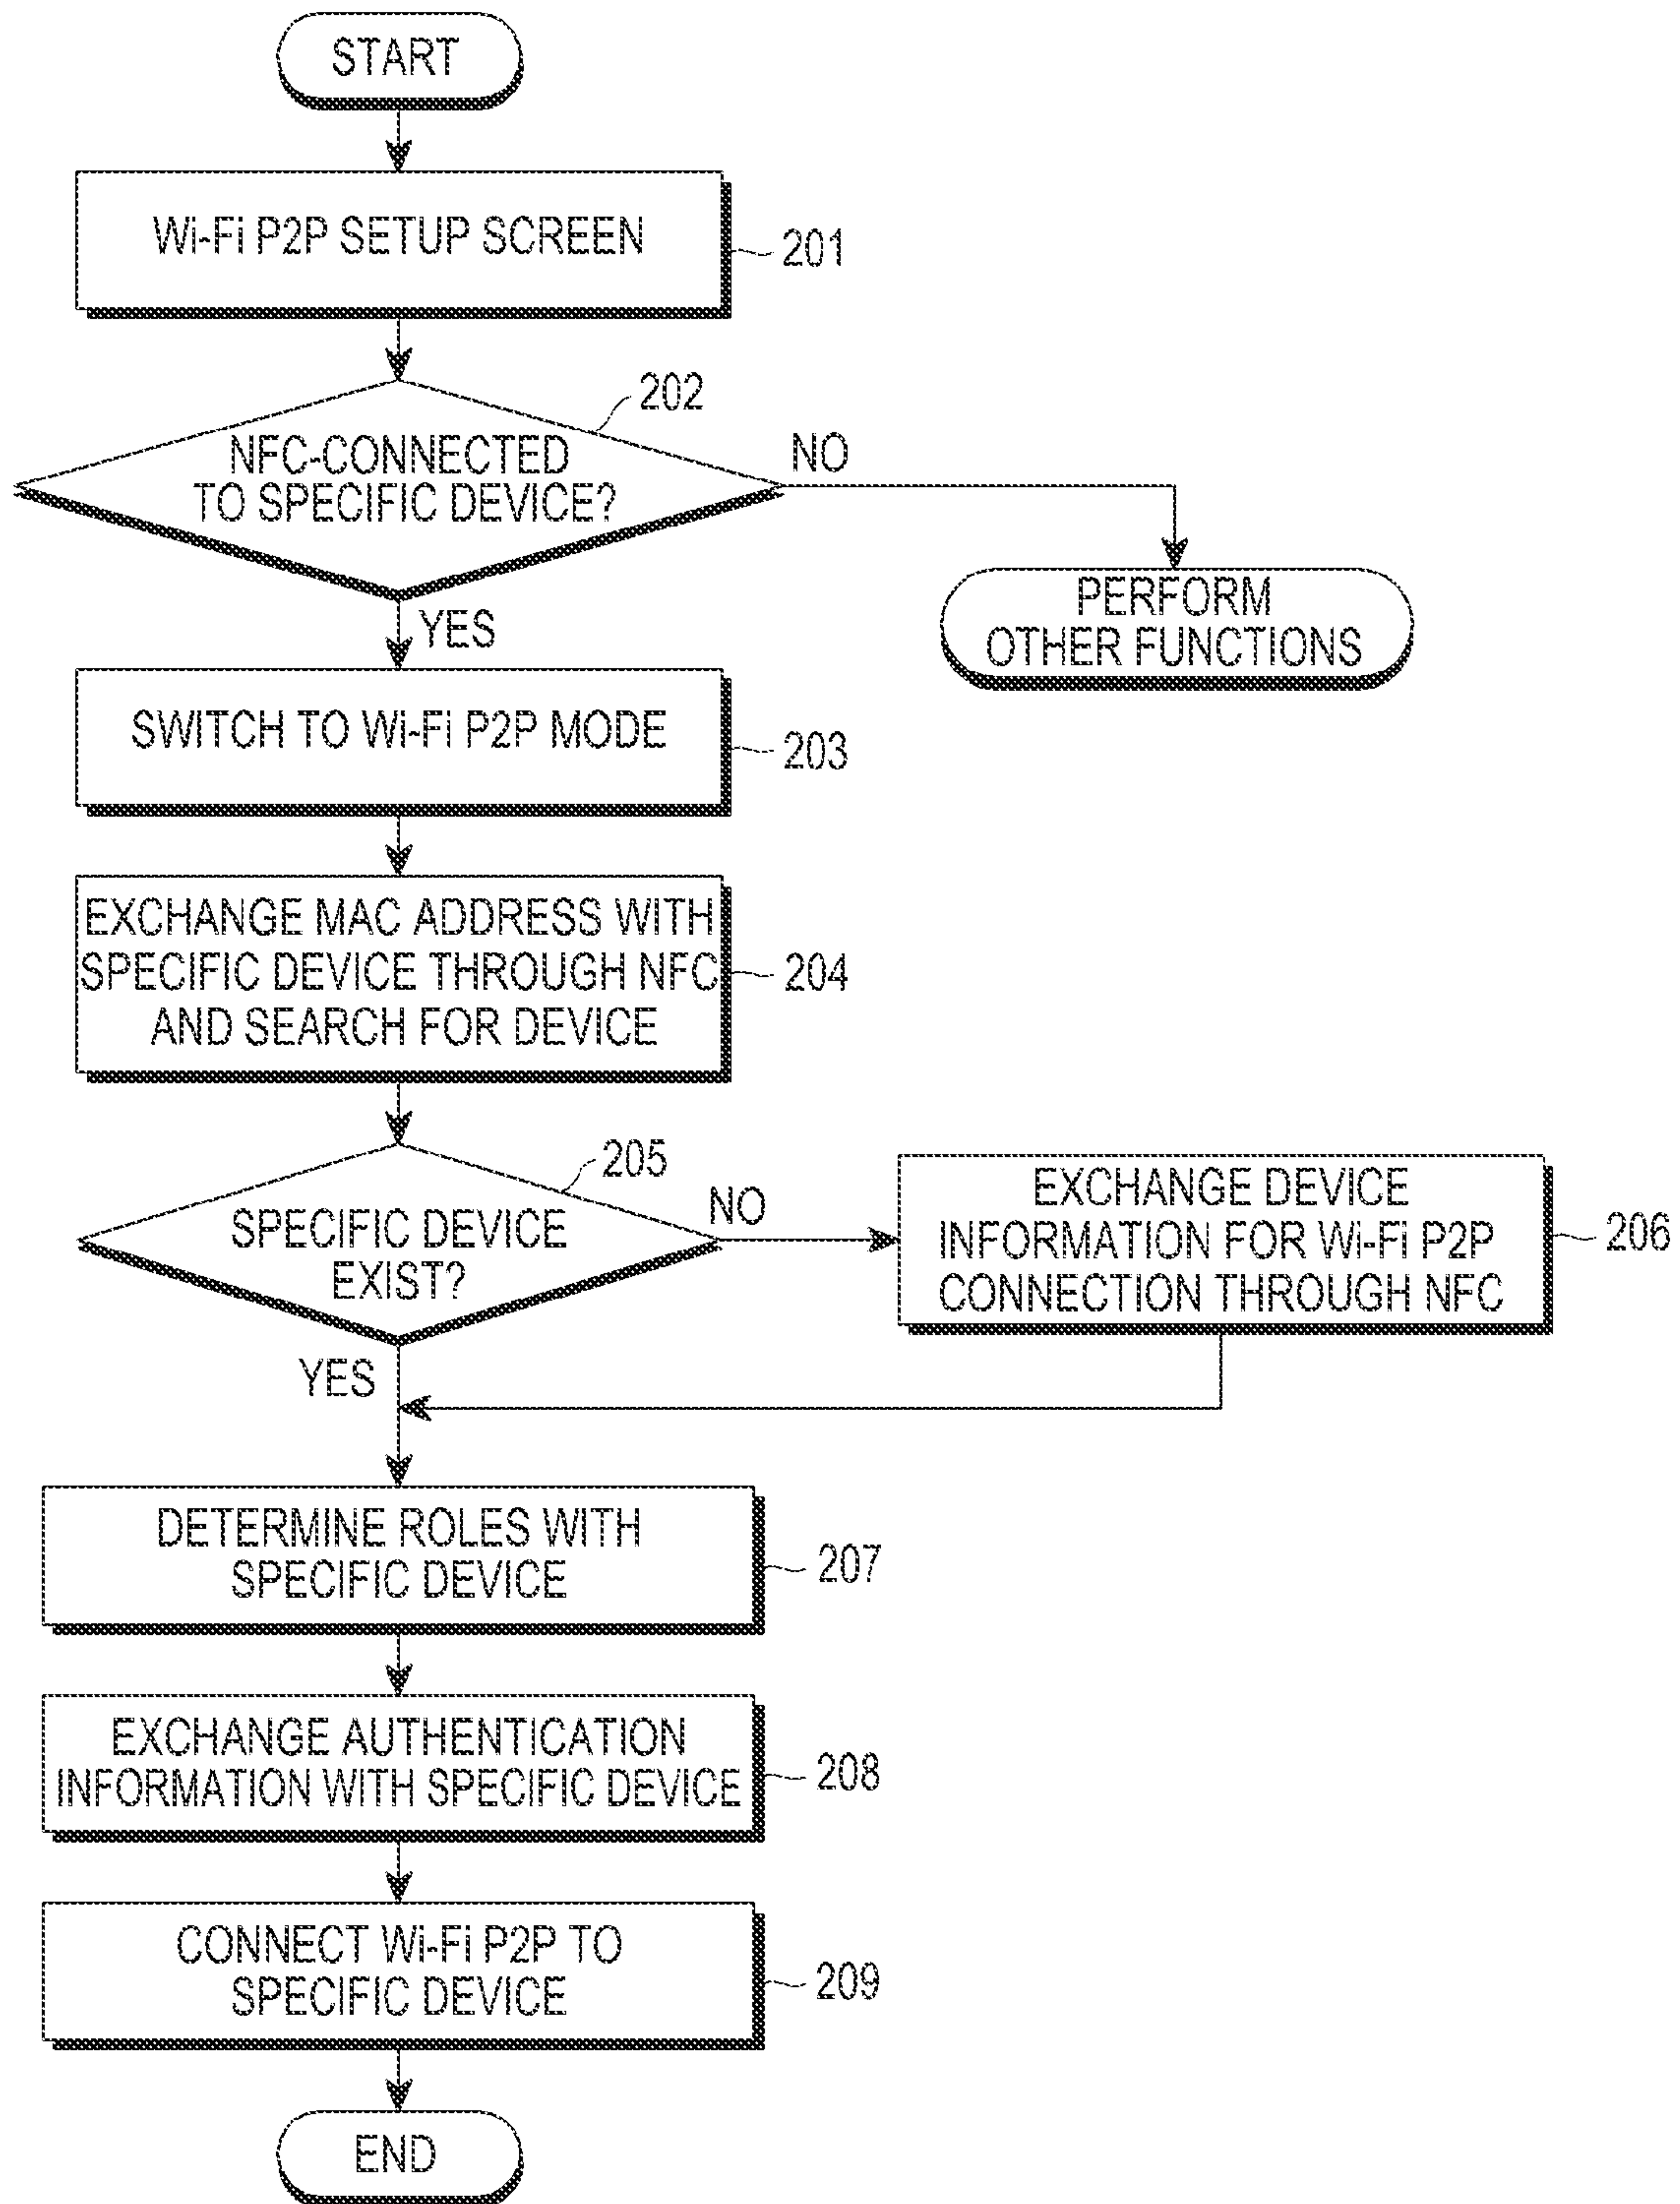 START
Wi-Fi P2P SETUP SCREEN
201
202
NFC-CONNECTED
TO SPECIFIC DEVICE?
NO
PERFORM
OTHER FUNCTIONS
YES
SWITCH TO Wi-Fi P2P MODE
203
EXCHANGE MAC ADDRESS WITH
SPECIFIC DEVICE THROUGH NFC
AND SEARCH FOR DEVICE
204
205
SPECIFIC DEVICE
EXIST?
NO
EXCHANGE DEVICE
INFORMATION FOR Wi-Fi P2P
CONNECTION THROUGH NFC
206
YES
DETERMINE ROLES WITH
SPECIFIC DEVICE
207
EXCHANGE AUTHENTICATION
INFORMATION WITH SPECIFIC DEVICE
208
CONNECT Wi-Fi P2P TO
SPECIFIC DEVICE
209
END